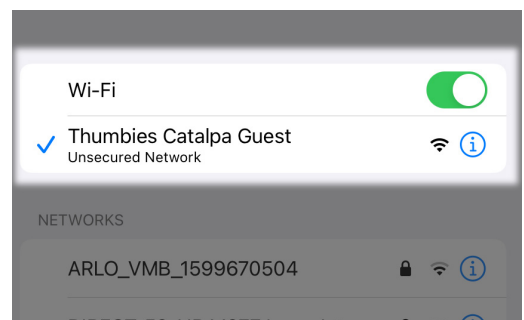 Wi-Fi
Thumbies Catalpa Guest
Unsecured Network
NETWORKS
ARLO_VMB_1599670504